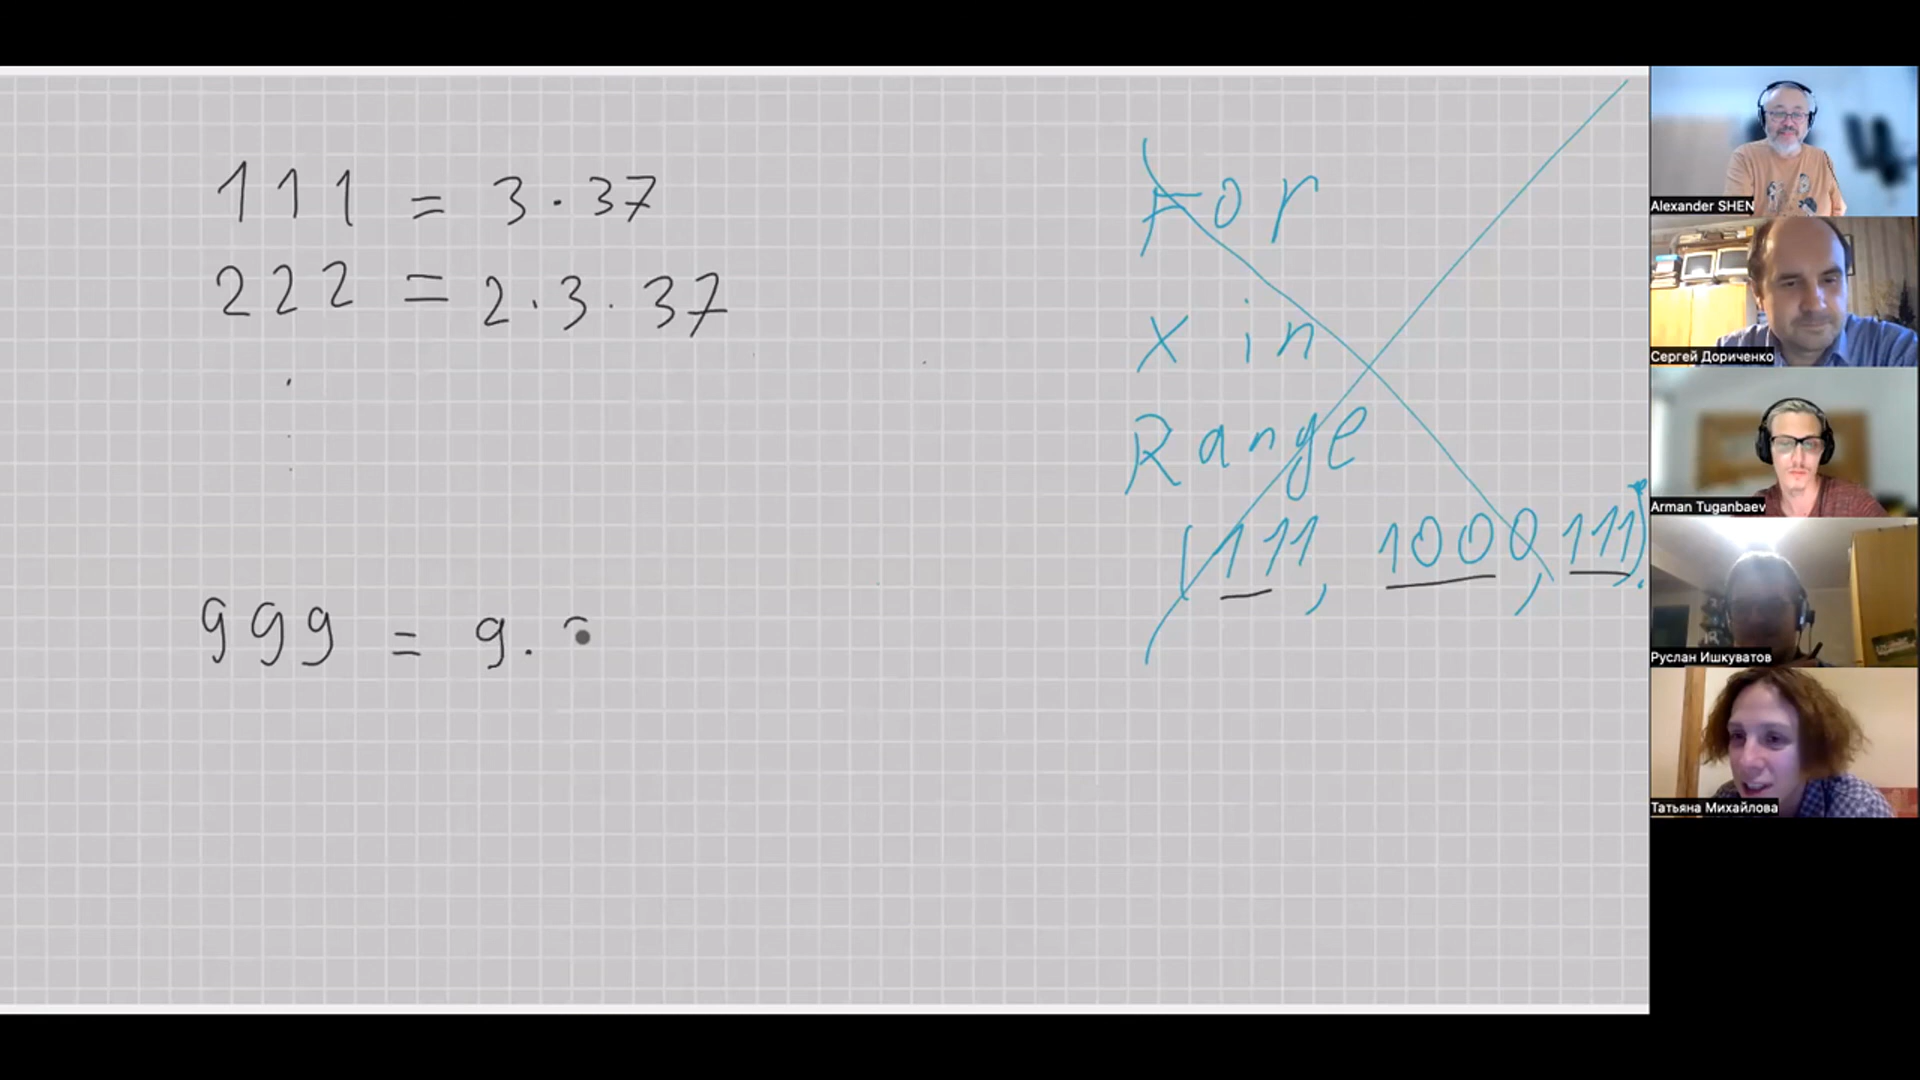 111 = 3 · 37
222 = 2 · 3 · 37
.
.
.
999 = 9 .
For
x in
Range
(111, 1000, 111)
Alexander SHEN
Сергей Дориченко
Arman Tuganbaev
Руслан Ишкуватов
Татьяна Михайлова